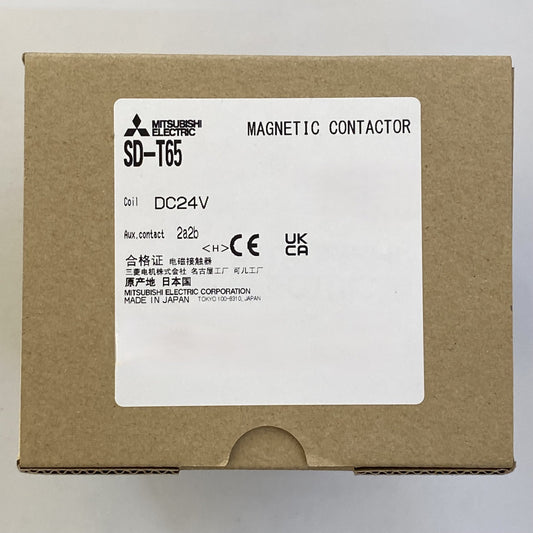 MITSUBISHI
ELECTRIC
MAGNETIC CONTACTOR
SD-T65
Coil DC24V
Aux.contact 2a2b
<H> CE UK CA
合格证 电磁接触器
三菱电机株式会社 名古屋工厂 可儿工厂
原产地 日本国
MITSUBISHI ELECTRIC CORPORATION
MADE IN JAPAN TOKYO 100-8310, JAPAN